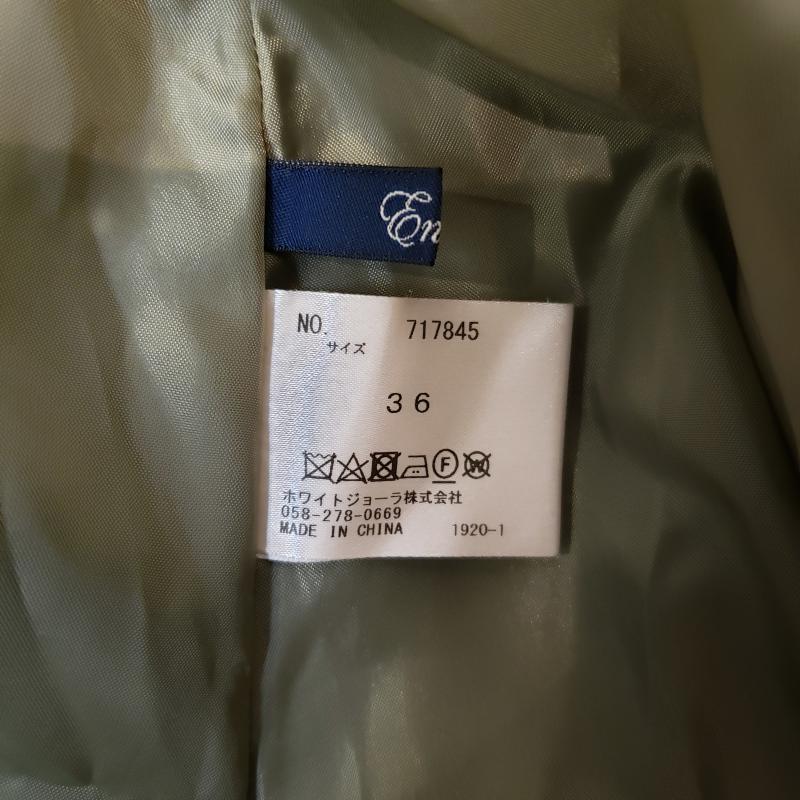 En
NO. 717845
サイズ
36
F W
ホワイトジョーラ株式会社
058-278-0669
MADE IN CHINA 1920-1